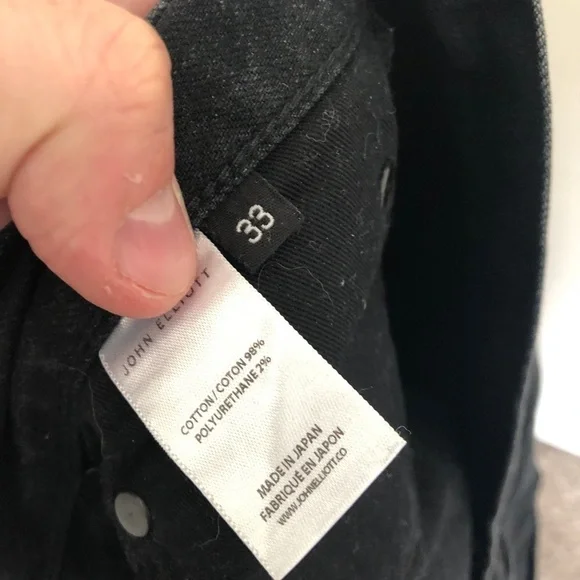 33
JOHN ELLIOTT
COTTON/COTON 98%
POLYURETHANE 2%
MADE IN JAPAN
FABRIQUÉ EN JAPON
WWW.JOHNELLIOTT.CO